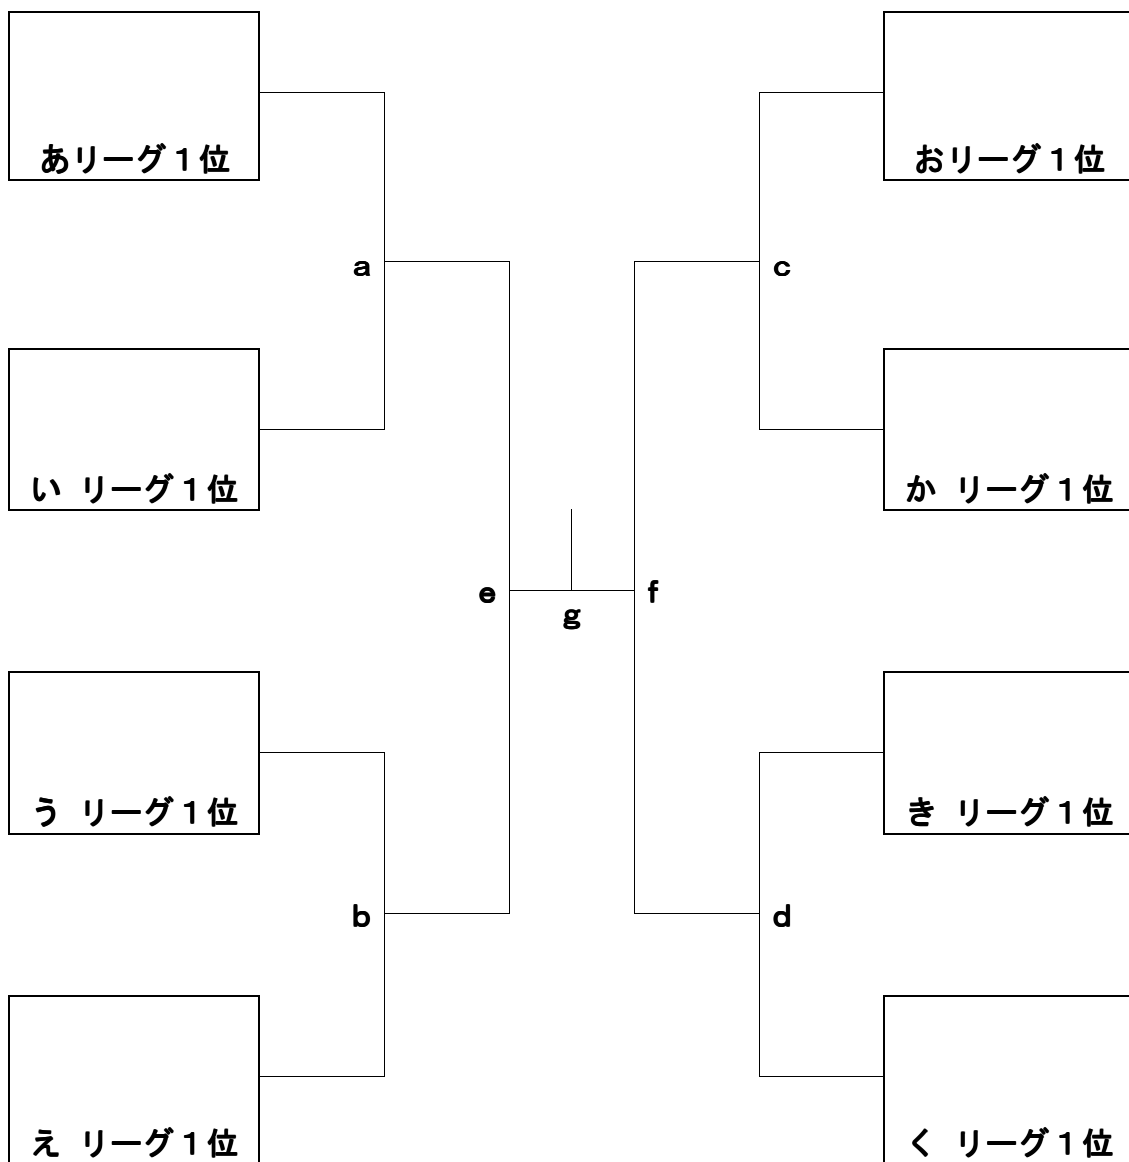 あリーグ１位
おリーグ１位
a
c
い リーグ１位
か リーグ１位
e
f
g
う リーグ１位
き リーグ１位
b
d
え リーグ１位
く リーグ１位